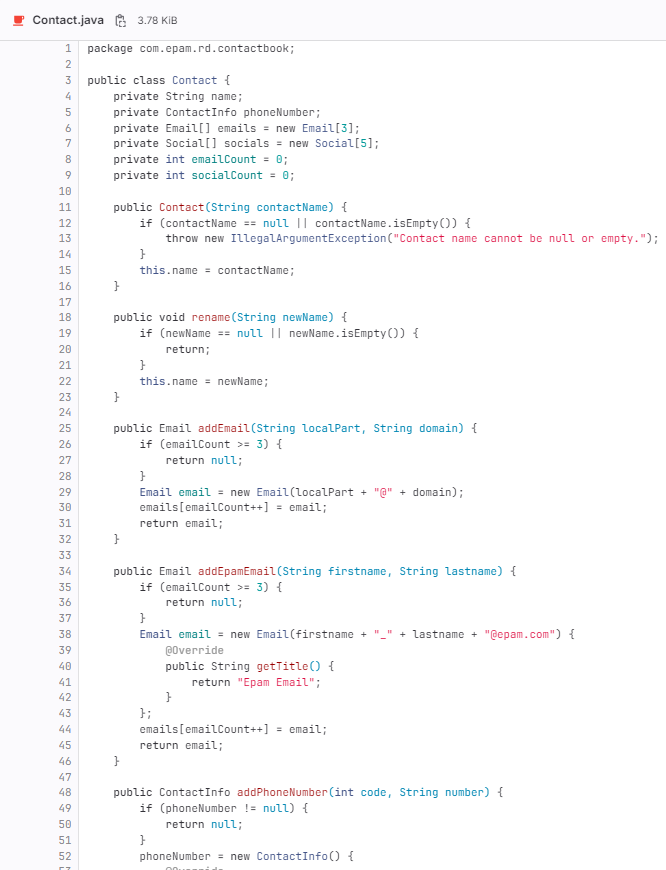 Contact.java 3.78 KiB
1 package com.epam.rd.contactbook;
2
3 public class Contact {
4     private String name;
5     private ContactInfo phoneNumber;
6     private Email[] emails = new Email[3];
7     private Social[] socials = new Social[5];
8     private int emailCount = 0;
9     private int socialCount = 0;
10
11     public Contact(String contactName) {
12         if (contactName == null || contactName.isEmpty()) {
13             throw new IllegalArgumentException("Contact name cannot be null or empty.");
14         }
15         this.name = contactName;
16     }
17
18     public void rename(String newName) {
19         if (newName == null || newName.isEmpty()) {
20             return;
21         }
22         this.name = newName;
23     }
24
25     public Email addEmail(String localPart, String domain) {
26         if (emailCount >= 3) {
27             return null;
28         }
29         Email email = new Email(localPart + "@" + domain);
30         emails[emailCount++] = email;
31         return email;
32     }
33
34     public Email addEpamEmail(String firstname, String lastname) {
35         if (emailCount >= 3) {
36             return null;
37         }
38         Email email = new Email(firstname + "_" + lastname + "@epam.com") {
39             @Override
40             public String getTitle() {
41                 return "Epam Email";
42             }
43         };
44         emails[emailCount++] = email;
45         return email;
46     }
47
48     public ContactInfo addPhoneNumber(int code, String number) {
49         if (phoneNumber != null) {
50             return null;
51         }
52         phoneNumber = new ContactInfo() {